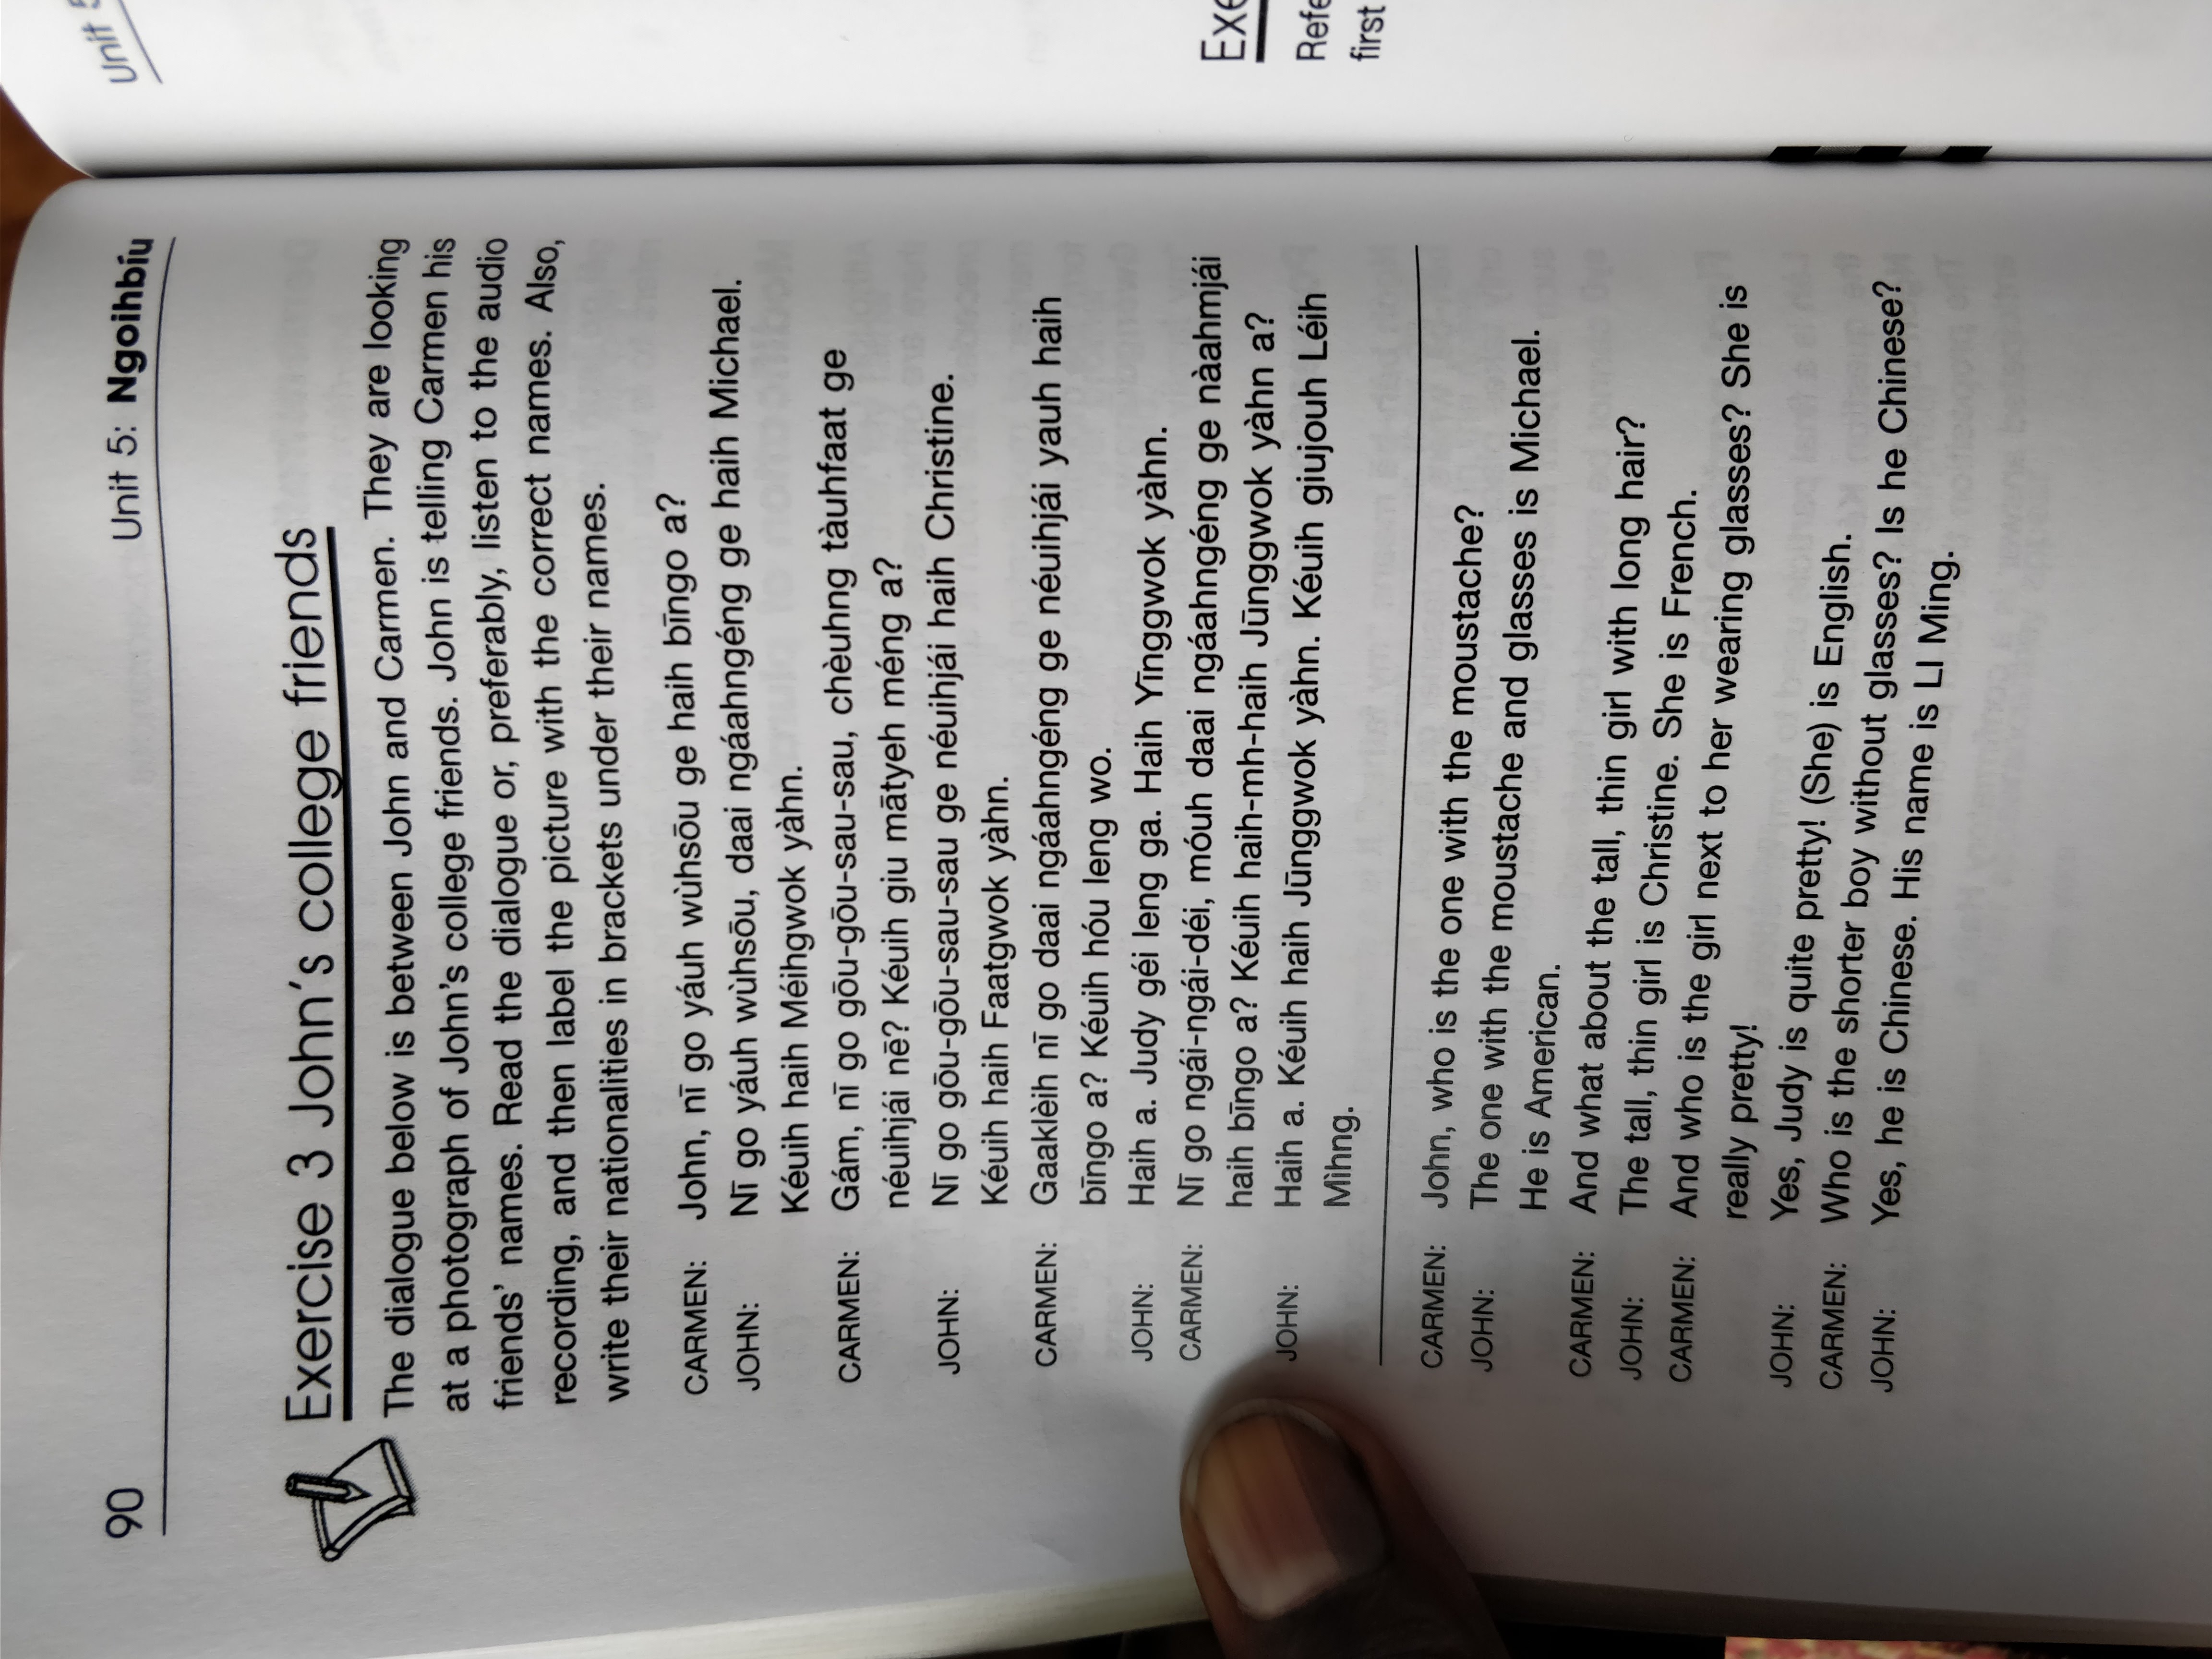 90
Unit 5: Ngoihbíu
Exercise 3 John's college friends
The dialogue below is between John and Carmen. They are looking
at a photograph of John's college friends. John is telling Carmen his
friends' names. Read the dialogue or, preferably, listen to the audio
recording, and then label the picture with the correct names. Also,
write their nationalities in brackets under their names.
CARMEN: John, nī go yáuh wùhsōu ge haih bīngo a?
JOHN: Nī go yáuh wùhsōu, daai ngáahngéng ge haih Michael.
Kéuih haih Méihgwok yàhn.
CARMEN: Gám, nī go gōu-gōu-sau-sau, chèuhng tàuhfaat ge
néuihjái nē? Kéuih giu mātyeh méng a?
JOHN: Nī go gōu-gōu-sau-sau ge néuihjái haih Christine.
Kéuih haih Faatgwok yàhn.
CARMEN: Gaaklèih nī go daai ngáahngéng ge néuihjái yauh haih
bīngo a? Kéuih hóu leng wo.
JOHN: Haih a. Judy géi leng ga. Haih Yīnggwok yàhn.
CARMEN: Nī go ngái-ngái-déi, móuh daai ngáahngéng ge nàahmjái
haih bīngo a? Kéuih haih-mh-haih Jūnggwok yàhn a?
JOHN: Haih a. Kéuih haih Jūnggwok yàhn. Kéuih giujouh Léih
Mìhng.
CARMEN: John, who is the one with the moustache?
JOHN: The one with the moustache and glasses is Michael.
He is American.
CARMEN: And what about the tall, thin girl with long hair?
JOHN: The tall, thin girl is Christine. She is French.
CARMEN: And who is the girl next to her wearing glasses? She is
really pretty!
JOHN: Yes, Judy is quite pretty! (She) is English.
CARMEN: Who is the shorter boy without glasses? Is he Chinese?
JOHN: Yes, he is Chinese. His name is LI Ming.
Unit 5
Exe
Refe
first